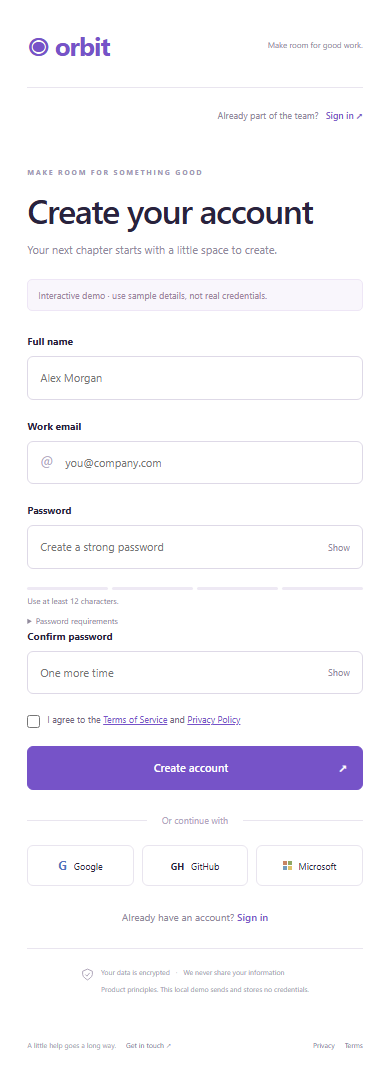 orbit
Make room for good work.
Already part of the team? Sign in ↗
MAKE ROOM FOR SOMETHING GOOD
Create your account
Your next chapter starts with a little space to create.
Interactive demo · use sample details, not real credentials.
Full name
Alex Morgan
Work email
@ you@company.com
Password
Create a strong password Show
Use at least 12 characters.
▶ Password requirements
Confirm password
One more time Show
I agree to the Terms of Service and Privacy Policy
Create account ↗
Or continue with
G Google GH GitHub Microsoft
Already have an account? Sign in
Your data is encrypted · We never share your information
Product principles. This local demo sends and stores no credentials.
A little help goes a long way. Get in touch ↗ Privacy Terms